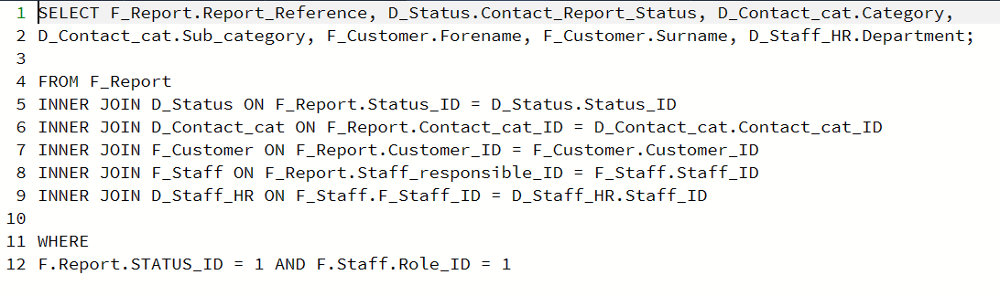 1 SELECT F_Report.Report_Reference, D_Status.Contact_Report_Status, D_Contact_cat.Category,
2 D_Contact_cat.Sub_category, F_Customer.Forename, F_Customer.Surname, D_Staff_HR.Department;
3
4 FROM F_Report
5 INNER JOIN D_Status ON F_Report.Status_ID = D_Status.Status_ID
6 INNER JOIN D_Contact_cat ON F_Report.Contact_cat_ID = D_Contact_cat.Contact_cat_ID
7 INNER JOIN F_Customer ON F_Report.Customer_ID = F_Customer.Customer_ID
8 INNER JOIN F_Staff ON F_Report.Staff_responsible_ID = F_Staff.Staff_ID
9 INNER JOIN D_Staff_HR ON F_Staff.F_Staff_ID = D_Staff_HR.Staff_ID
10
11 WHERE
12 F.Report.STATUS_ID = 1 AND F.Staff.Role_ID = 1